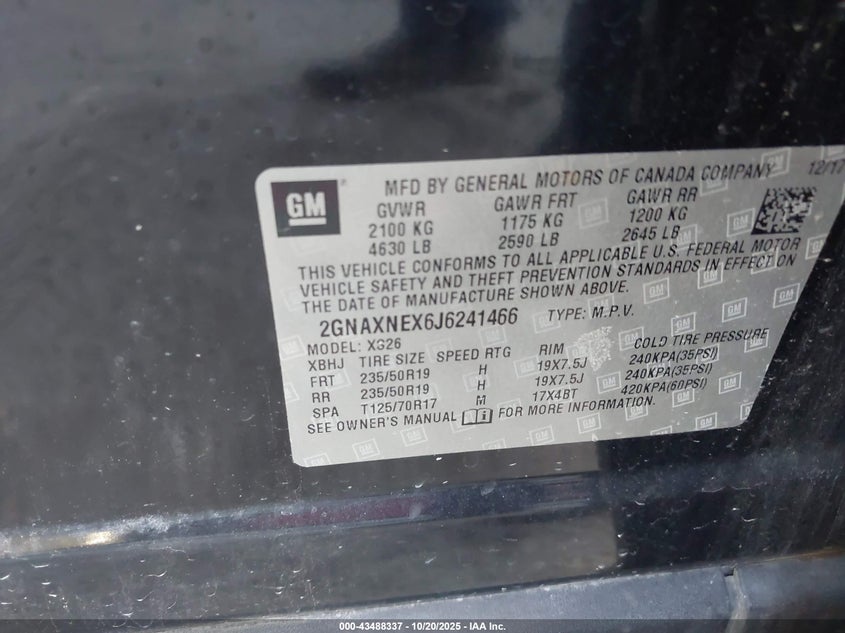 GM
MFD BY GENERAL MOTORS OF CANADA COMPANY 12/17
GVWR GAWR FRT GAWR RR
2100 KG 1175 KG 1200 KG
4630 LB 2590 LB 2645 LB
THIS VEHICLE CONFORMS TO ALL APPLICABLE U.S. FEDERAL MOTOR
VEHICLE SAFETY AND THEFT PREVENTION STANDARDS IN EFFECT ON
THE DATE OF MANUFACTURE SHOWN ABOVE.
2GNAXNEX6J6241466 TYPE: M.P.V.
MODEL: XG26
XBHJ TIRE SIZE SPEED RTG RIM COLD TIRE PRESSURE
FRT 235/50R19 H 19X7.5J 240KPA(35PSI)
RR 235/50R19 H 19X7.5J 240KPA(35PSI)
SPA T125/70R17 M 17X4BT 420KPA(60PSI)
SEE OWNER'S MANUAL FOR MORE INFORMATION.
000-43488337 - 10/20/2025 - IAA Inc.